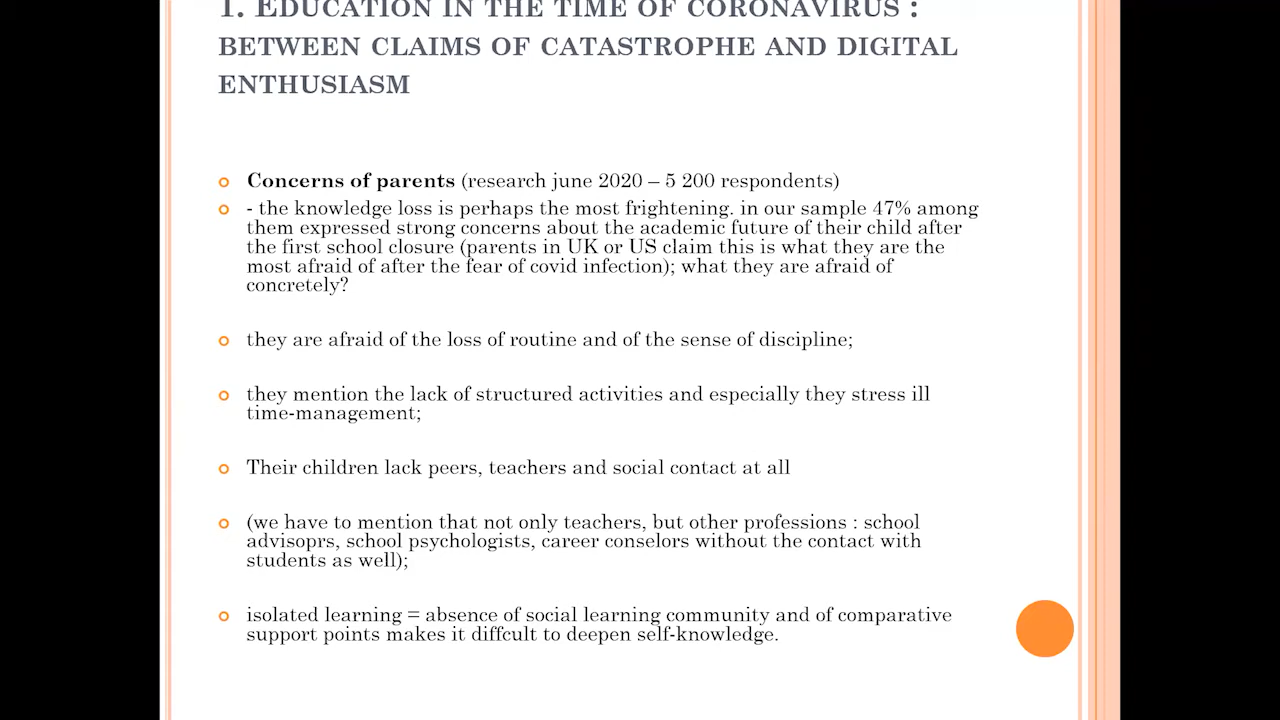 1. EDUCATION IN THE TIME OF CORONAVIRUS :
BETWEEN CLAIMS OF CATASTROPHE AND DIGITAL
ENTHUSIASM
Concerns of parents (research june 2020 – 5 200 respondents)
- the knowledge loss is perhaps the most frightening. in our sample 47% among
them expressed strong concerns about the academic future of their child after
the first school closure (parents in UK or US claim this is what they are the
most afraid of after the fear of covid infection); what they are afraid of
concretely?
they are afraid of the loss of routine and of the sense of discipline;
they mention the lack of structured activities and especially they stress ill
time-management;
Their children lack peers, teachers and social contact at all
(we have to mention that not only teachers, but other professions : school
advisoprs, school psychologists, career conselors without the contact with
students as well);
isolated learning = absence of social learning community and of comparative
support points makes it diffcult to deepen self-knowledge.